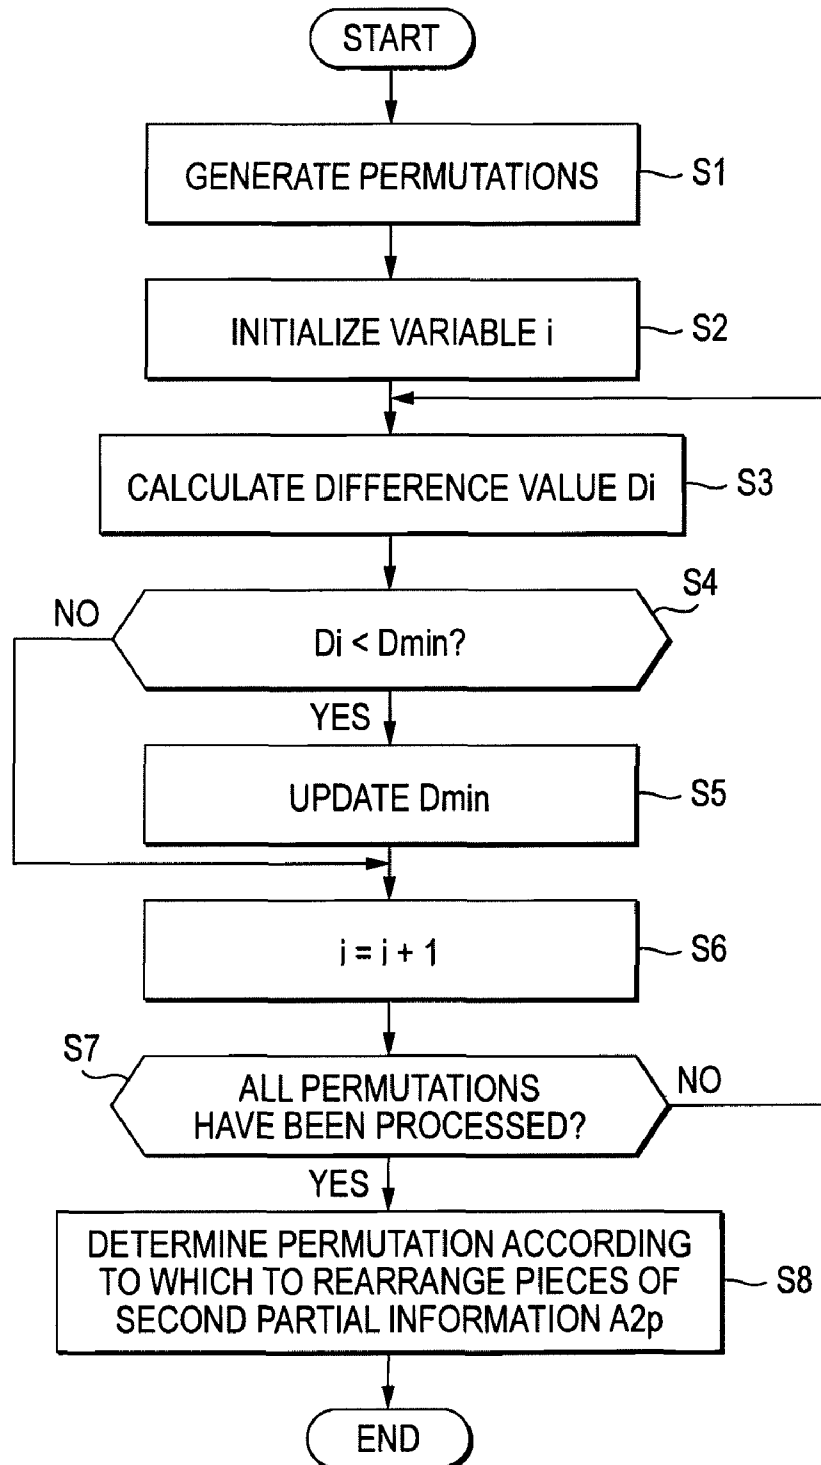 START
GENERATE PERMUTATIONS
S1
INITIALIZE VARIABLE i
S2
CALCULATE DIFFERENCE VALUE Di
S3
S4
NO
Di < Dmin?
YES
UPDATE Dmin
S5
i = i + 1
S6
S7
ALL PERMUTATIONS
HAVE BEEN PROCESSED?
NO
YES
DETERMINE PERMUTATION ACCORDING
TO WHICH TO REARRANGE PIECES OF
SECOND PARTIAL INFORMATION A2p
S8
END